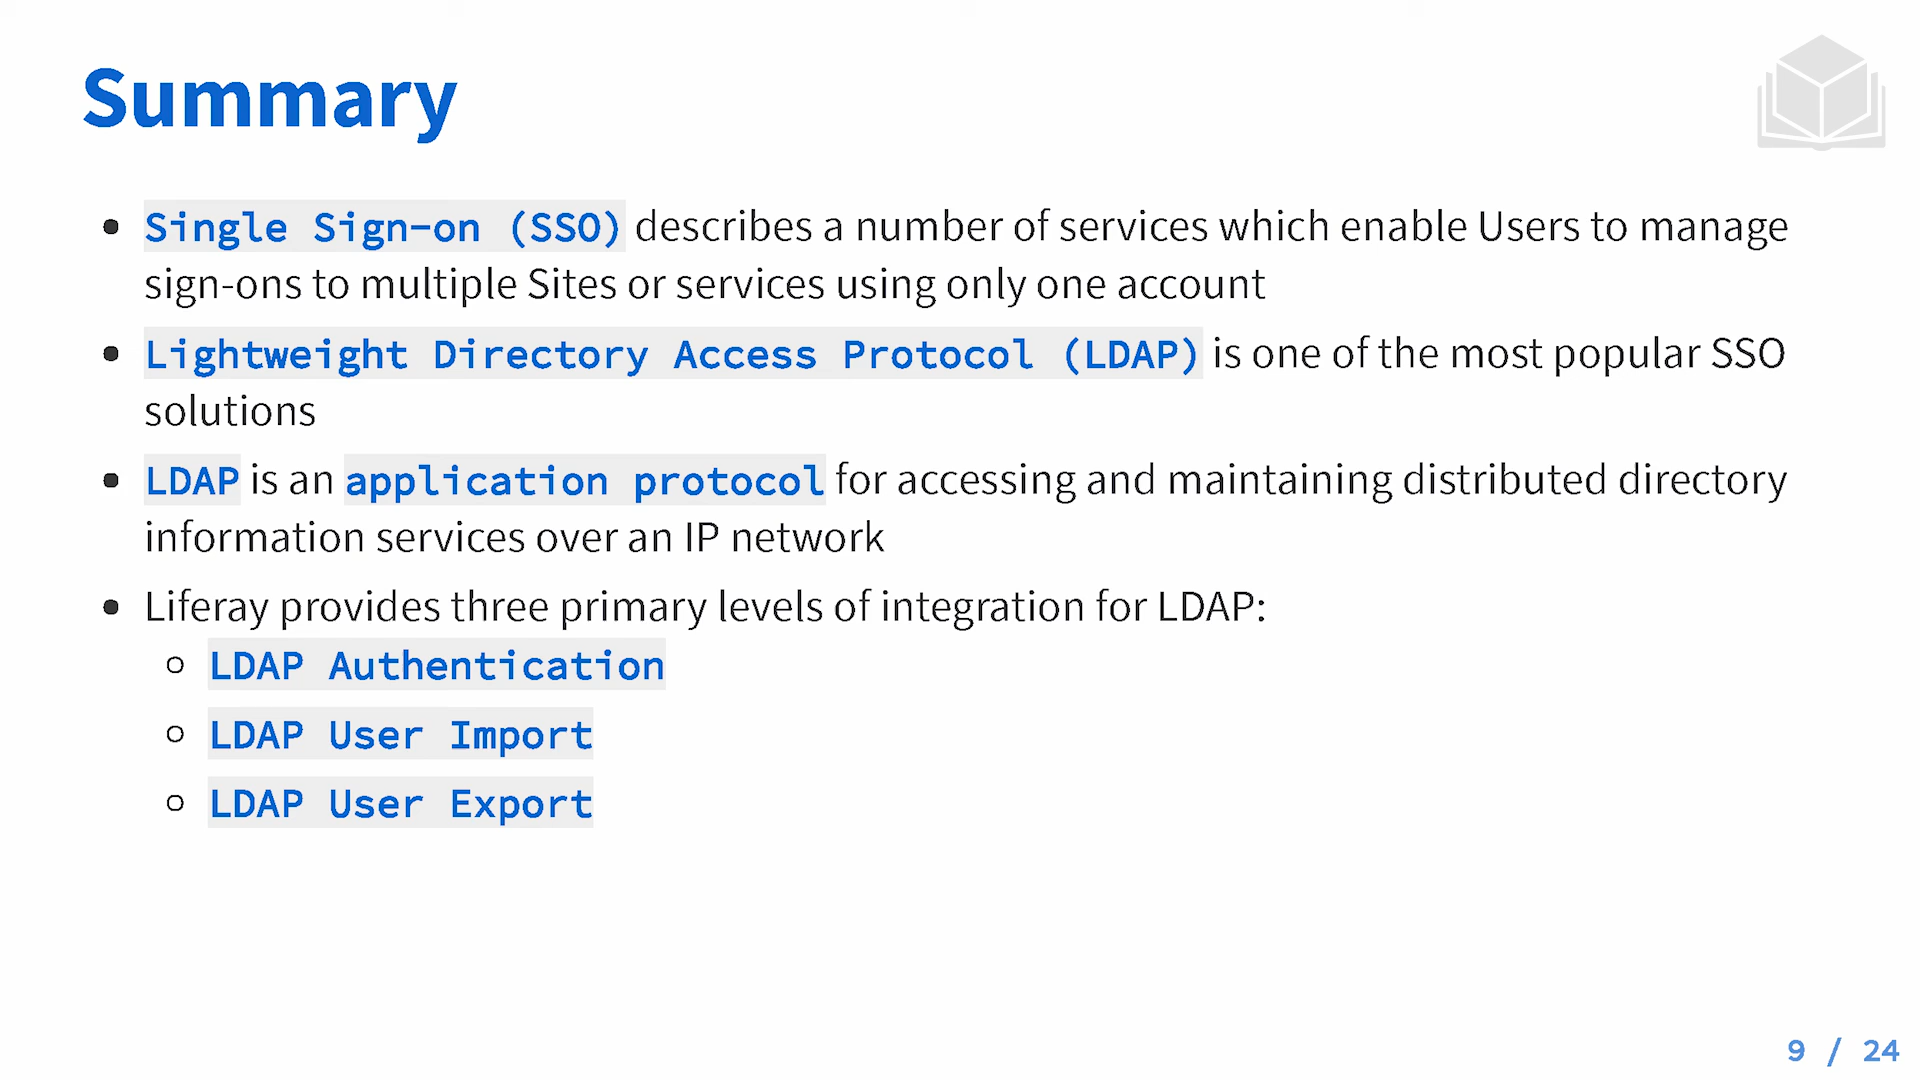 Summary
Single Sign-on (SSO) describes a number of services which enable Users to manage
sign-ons to multiple Sites or services using only one account
Lightweight Directory Access Protocol (LDAP) is one of the most popular SSO
solutions
LDAP is an application protocol for accessing and maintaining distributed directory
information services over an IP network
Liferay provides three primary levels of integration for LDAP:
LDAP Authentication
LDAP User Import
LDAP User Export
9 / 24